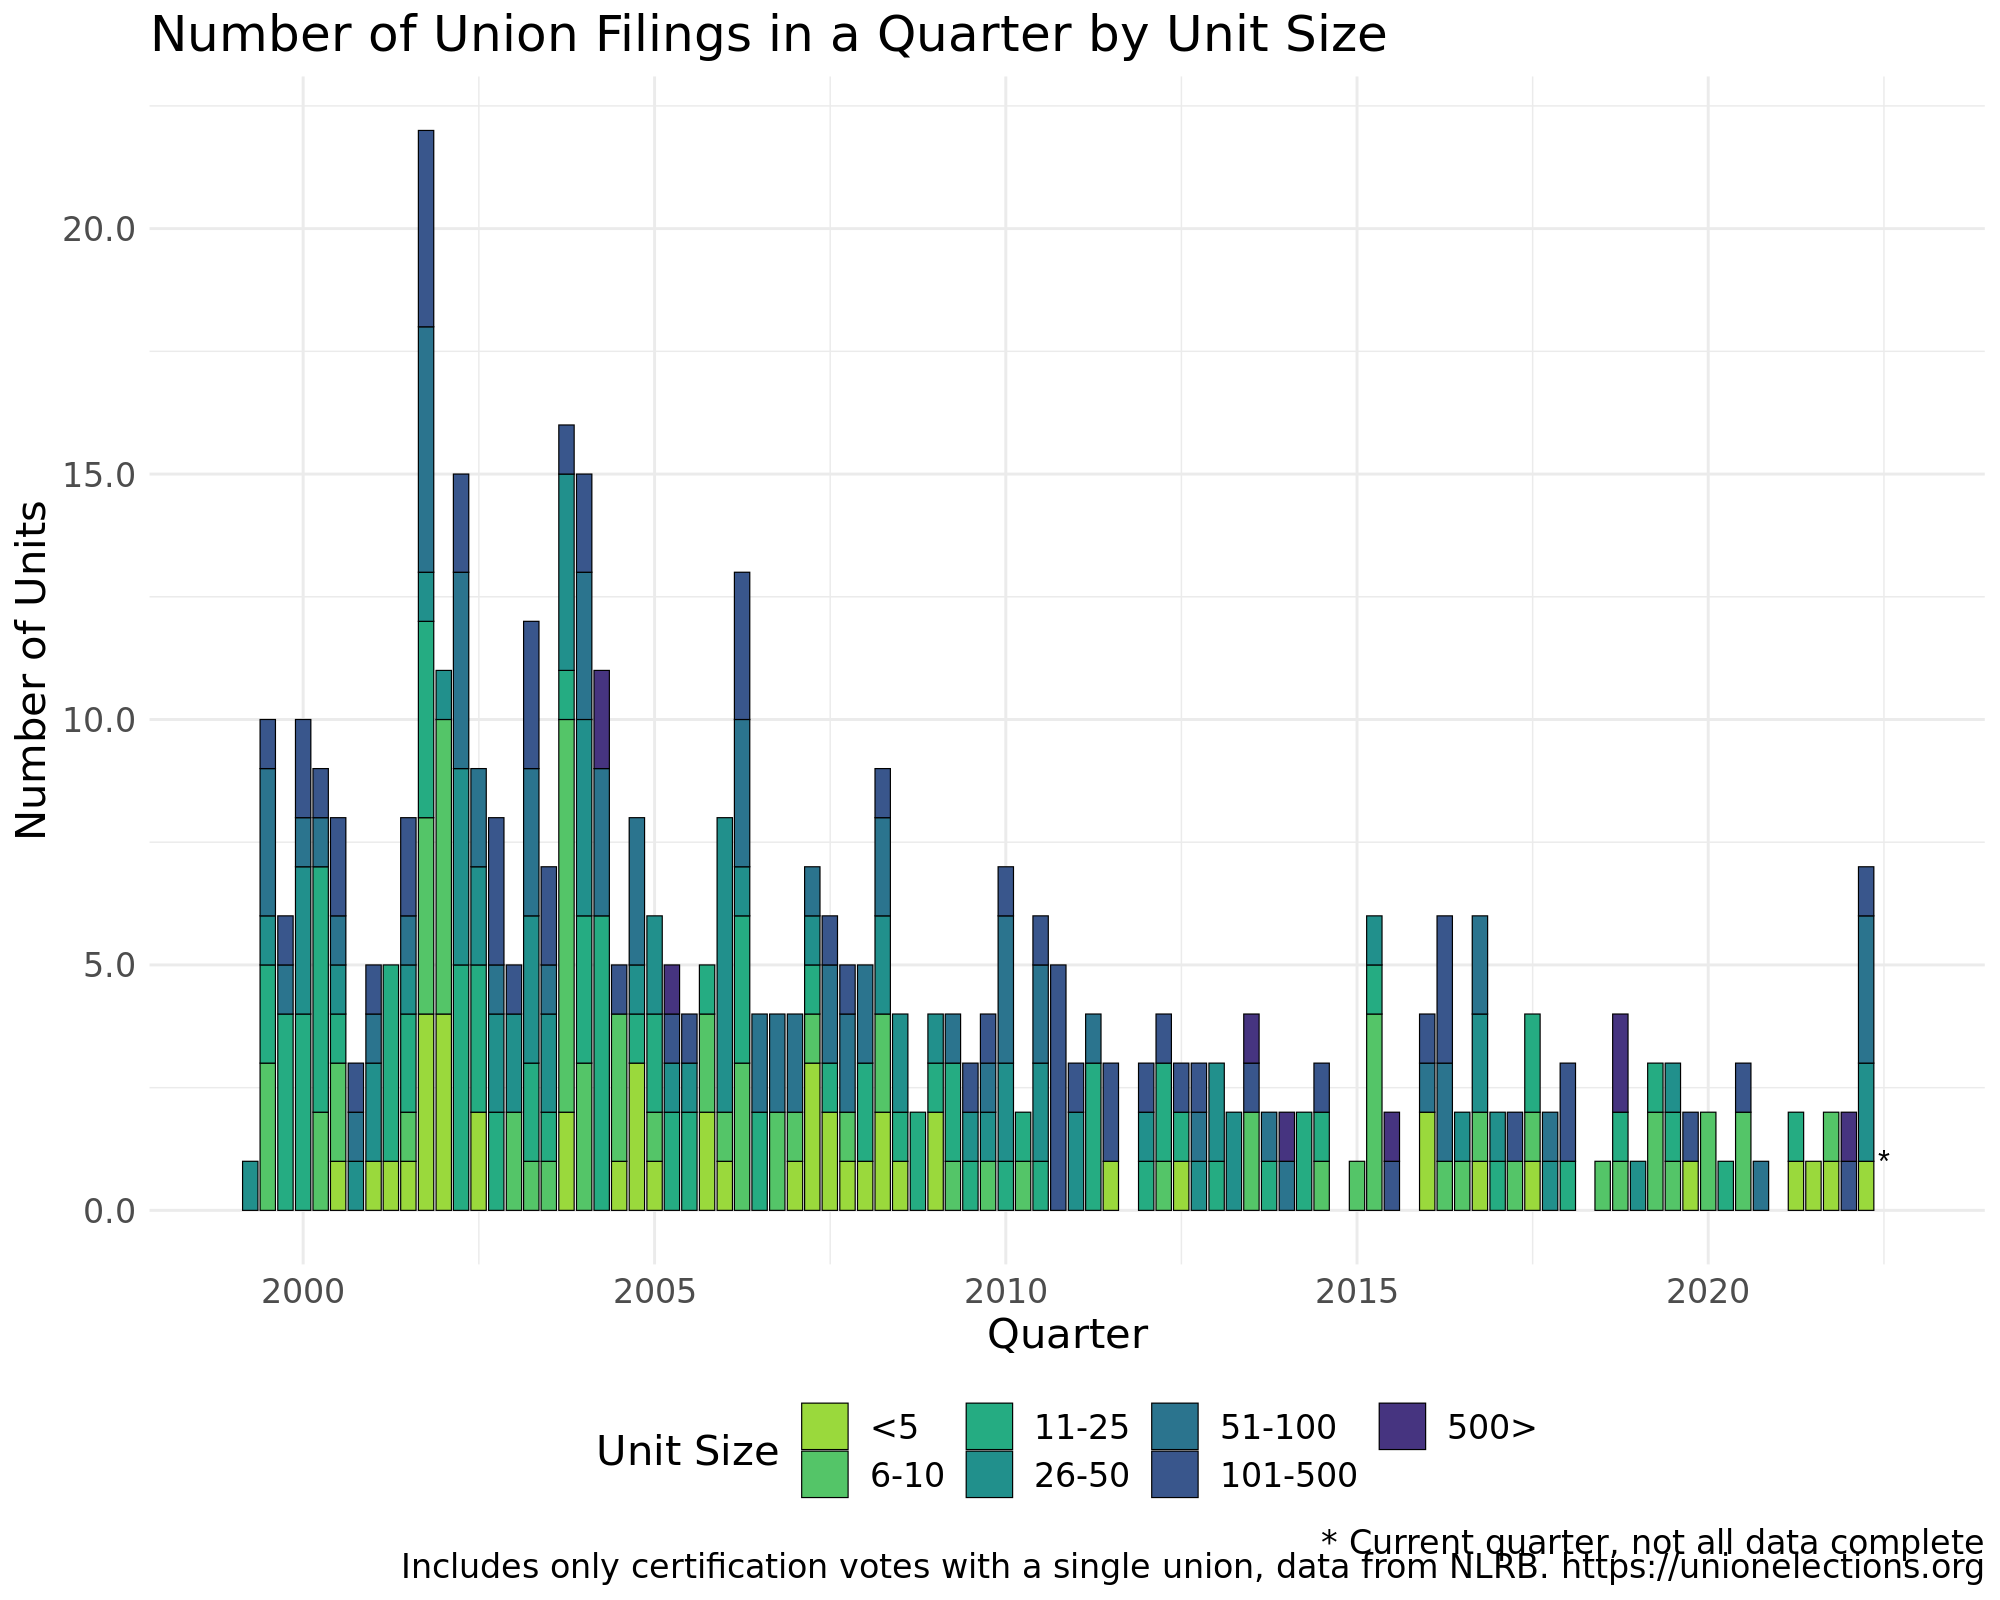 Number of Union Filings in a Quarter by Unit Size
Number of Units
20.0
15.0
10.0
5.0
0.0
*
2000 2005 2010 2015 2020
Quarter
Unit Size
<5 11-25 51-100 500>
6-10 26-50 101-500
* Current quarter, not all data complete
Includes only certification votes with a single union, data from NLRB. https://unionelections.org